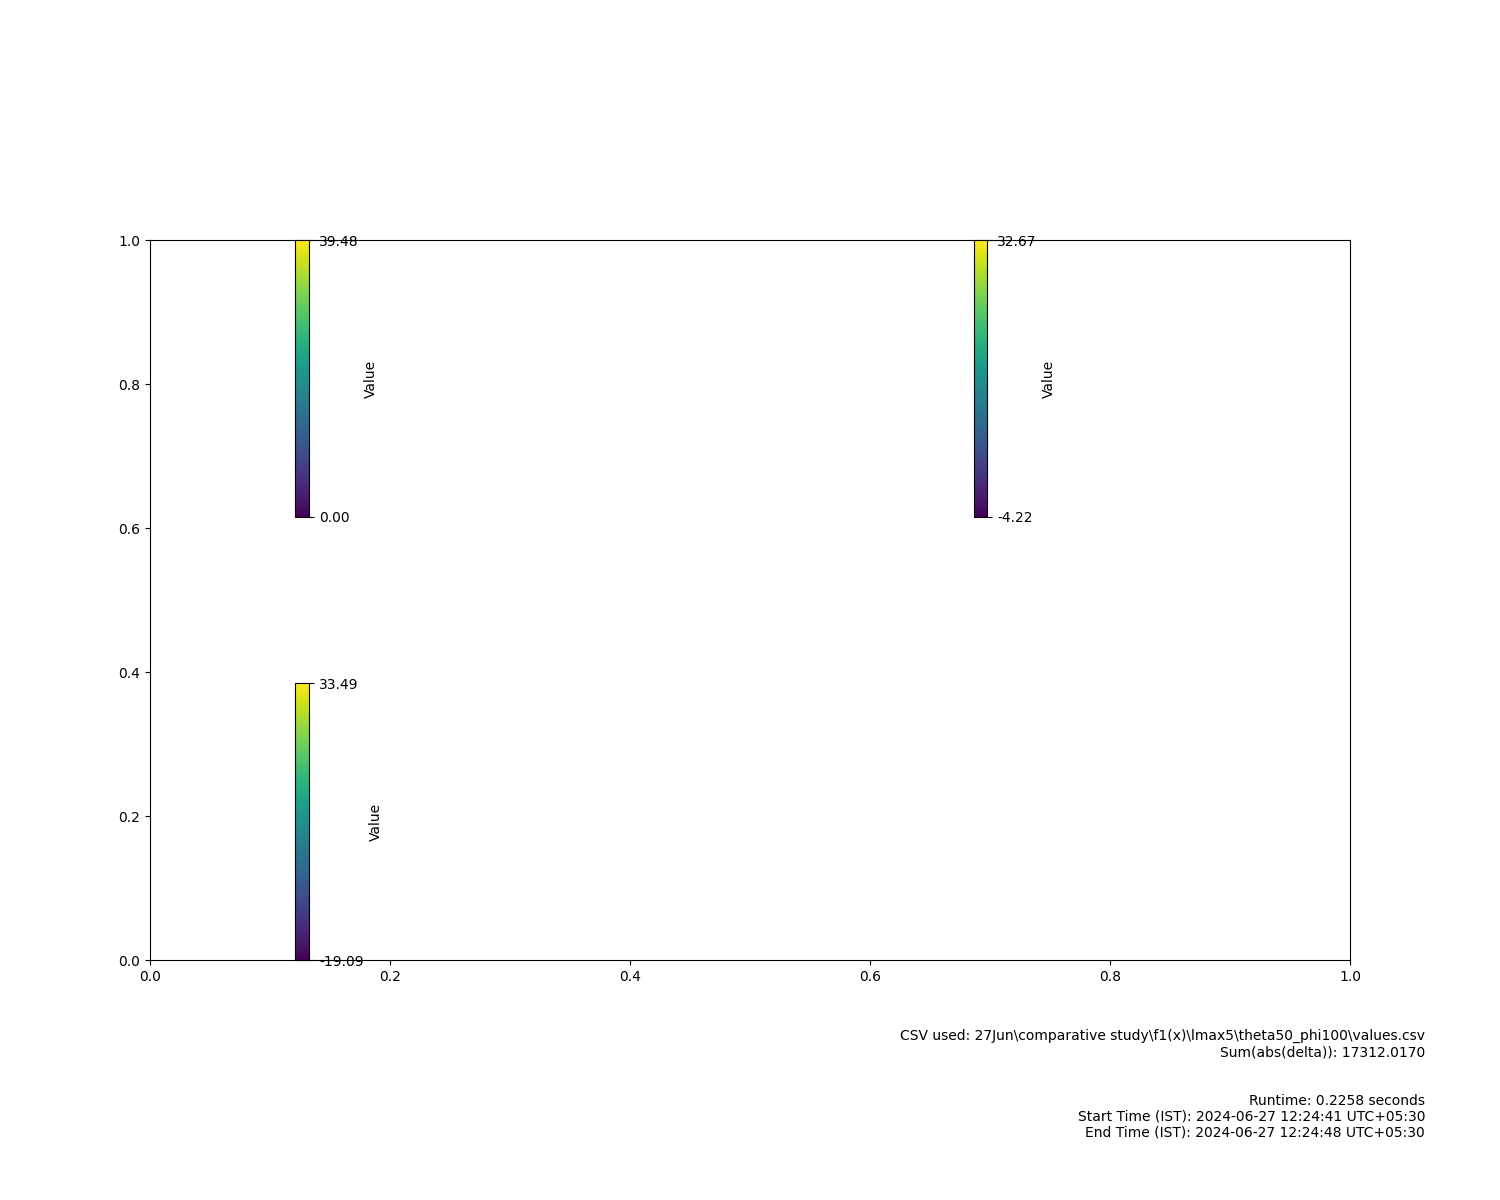 1.0
39.48
32.67
0.8
Value
Value
0.6
0.00
-4.22
0.4
33.49
0.2
Value
0.0
-19.09
0.0
0.2
0.4
0.6
0.8
1.0
CSV used: 27Jun\comparative study\f1(x)\lmax5\theta50_phi100\values.csv
Sum(abs(delta)): 17312.0170
Runtime: 0.2258 seconds
Start Time (IST): 2024-06-27 12:24:41 UTC+05:30
End Time (IST): 2024-06-27 12:24:48 UTC+05:30